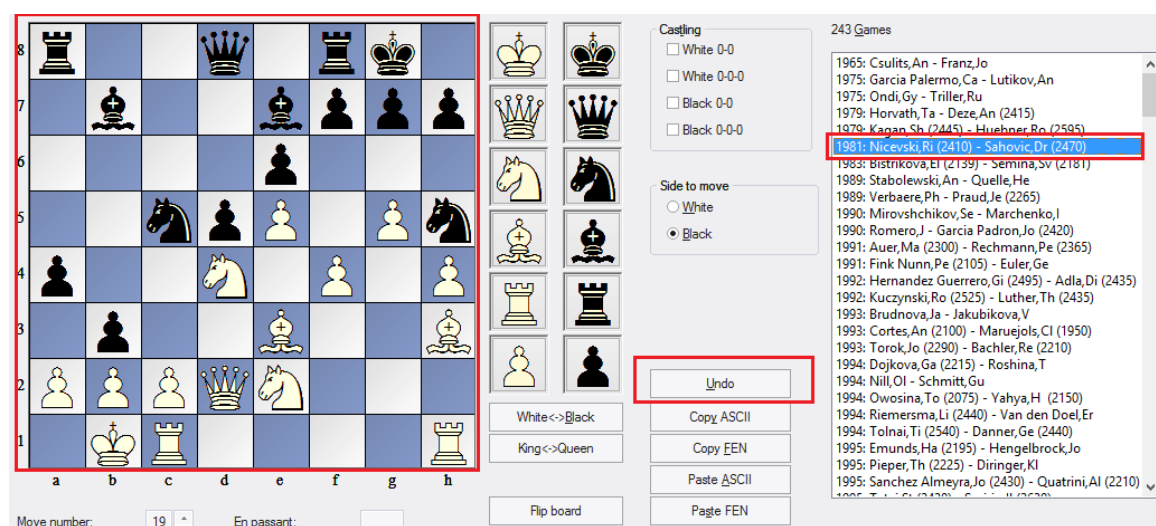 Castling
White 0-0
White 0-0-0
Black 0-0
Black 0-0-0
Side to move
White
Black
Undo
Copy ASCII
Copy FEN
Paste ASCII
Paste FEN
White<->Black
King<->Queen
Flip board
8
7
6
5
4
3
2
1
a b c d e f g h
Move number: 19 En passant:
243 Games
1965: Csulits,An - Franz,Jo
1975: Garcia Palermo,Ca - Lutikov,An
1975: Ondi,Gy - Triller,Ru
1979: Horvath,Ta - Deze,An (2415)
1979: Kagan,Sh (2445) - Huebner,Ro (2595)
1981: Nicevski,Ri (2410) - Sahovic,Dr (2470)
1983: Bistrikova,El (2139) - Semina,Sv (2181)
1989: Stabolewski,An - Quelle,He
1989: Verbaere,Ph - Praud,Je (2265)
1990: Mirovshchikov,Se - Marchenko,I
1990: Romero,J - Garcia Padron,Jo (2420)
1991: Auer,Ma (2300) - Rechmann,Pe (2365)
1991: Fink Nunn,Pe (2105) - Euler,Ge
1992: Hernandez Guerrero,Gi (2495) - Adla,Di (2435)
1992: Kuczynski,Ro (2525) - Luther,Th (2435)
1993: Brudnova,Ja - Jakubikova,V
1993: Cortes,An (2100) - Maruejols,Cl (1950)
1993: Torok,Jo (2290) - Bachler,Re (2210)
1994: Dojkova,Ga (2215) - Roshina,T
1994: Nill,Ol - Schmitt,Gu
1994: Owosina,To (2075) - Yahya,H (2150)
1994: Riemersma,Li (2440) - Van den Doel,Er
1994: Tolnai,Ti (2540) - Danner,Ge (2440)
1995: Emunds,Ha (2195) - Hengelbrock,Jo
1995: Pieper,Th (2225) - Diringer,Kl
1995: Sanchez Almeyra,Jo (2430) - Quatrini,Al (2210)